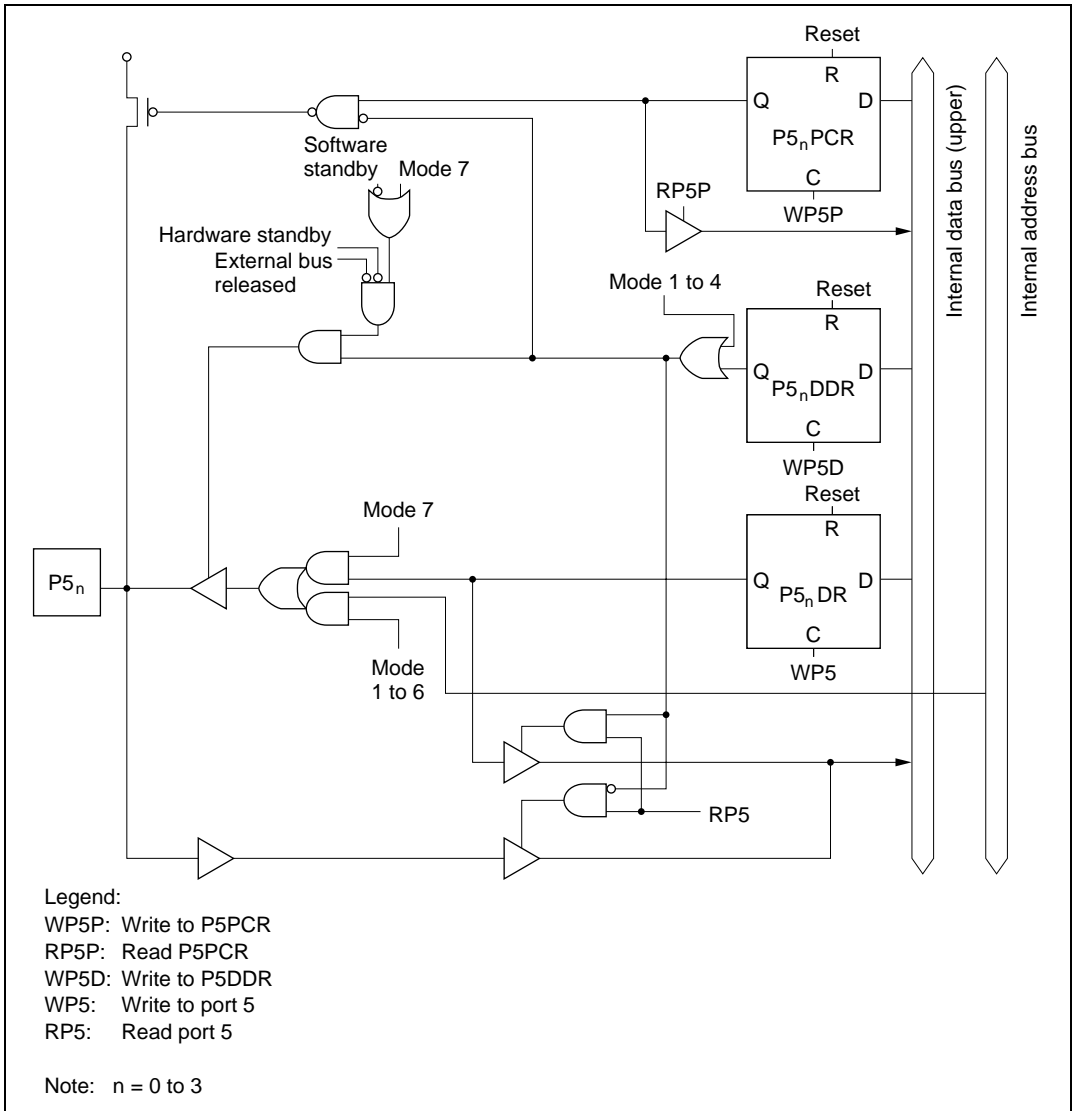 Reset
R
Q
D
P5nPCR
C
WP5P
Internal data bus (upper)
Internal address bus
Software
standby
Mode 7
RP5P
Hardware standby
External bus
released
Mode 1 to 4
Reset
R
Q
D
P5nDDR
C
WP5D
Reset
R
Mode 7
P5n
Q
D
P5n DR
C
WP5
Mode
1 to 6
RP5
Legend:
WP5P: Write to P5PCR
RP5P: Read P5PCR
WP5D: Write to P5DDR
WP5: Write to port 5
RP5: Read port 5
Note: n = 0 to 3